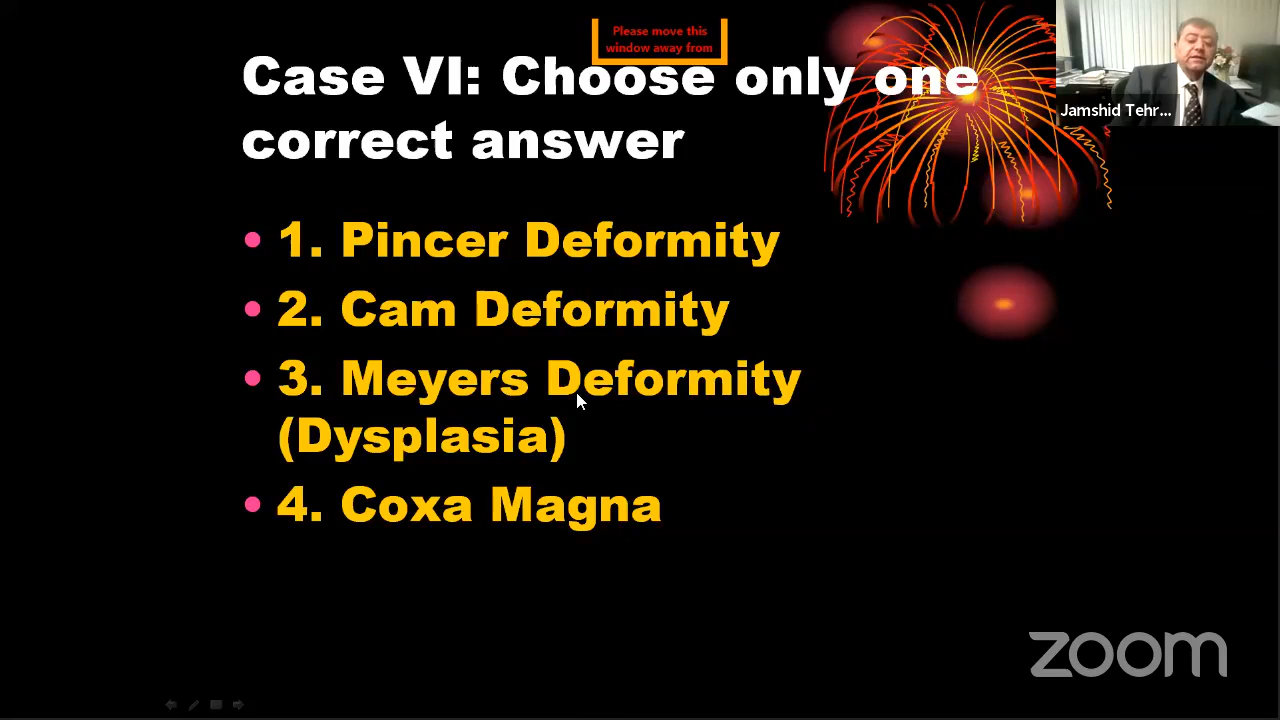 Please move this
window away from
Case VI: Choose only one
correct answer
Jamshid Tehr...
• 1. Pincer Deformity
• 2. Cam Deformity
• 3. Meyers Deformity
(Dysplasia)
• 4. Coxa Magna
zoom